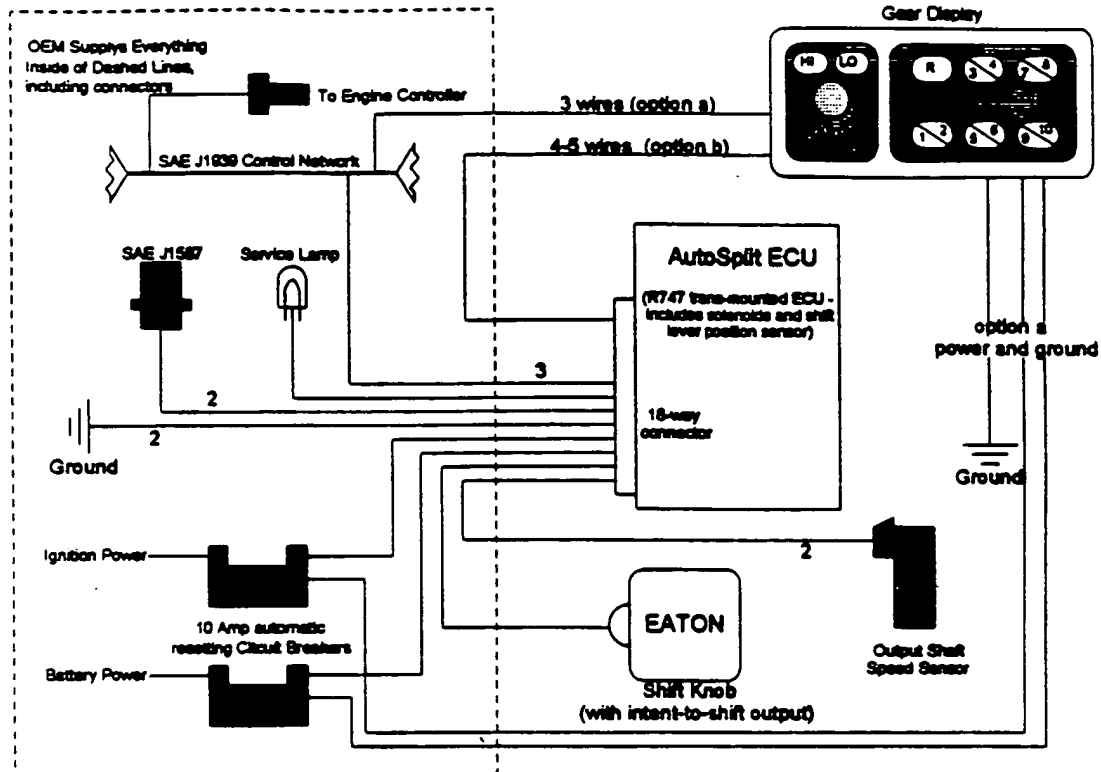 Gear Display
OEM Supplys Everything
Inside of Dashed Lines,
including connectors
To Engine Controller
SAE J1939 Control Network
3 wires (option a)
4-5 wires (option b)
HI LO
R 3 4 7 8
1 2 5 6 9 10
SAE J1587
Service Lamp
AutoSplit ECU
(R747 trans-mounted ECU -
includes solenoids and shift
lever position sensor)
option a
power and ground
3
2
2
18-way
connector
Ground
Ground
Ignition Power
2
10 Amp automatic
resetting Circuit Breakers
EATON
Output Shaft
Speed Sensor
Battery Power
Shift Knob
(with intent-to-shift output)